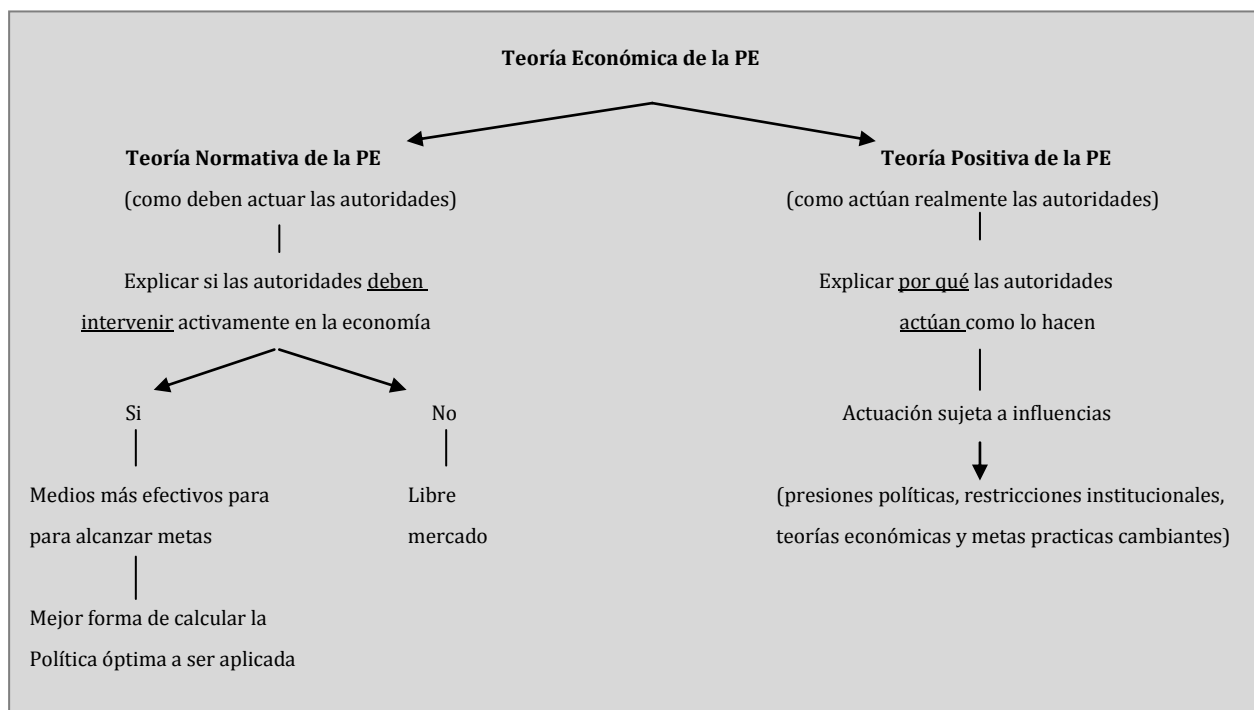 Teoría Económica de la PE
Teoría Normativa de la PE
(como deben actuar las autoridades)
Explicar si las autoridades deben
intervenir activamente en la economía
Si
Medios más efectivos para
para alcanzar metas
Mejor forma de calcular la
Política óptima a ser aplicada
No
Libre
mercado
Teoría Positiva de la PE
(como actúan realmente las autoridades)
Explicar por qué las autoridades
actúan como lo hacen
Actuación sujeta a influencias
(presiones políticas, restricciones institucionales,
teorías económicas y metas practicas cambiantes)